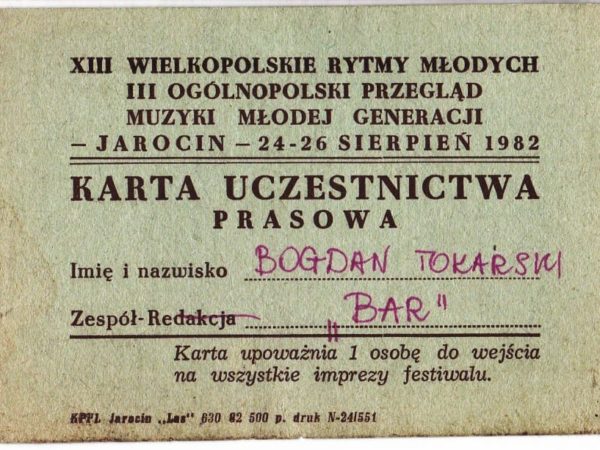 XIII WIELKOPOLSKIE RYTMY MŁODYCH
III OGÓLNOPOLSKI PRZEGLĄD
MUZYKI MŁODEJ GENERACJI
— JAROCIN — 24-26 SIERPIEŃ 1982
KARTA UCZESTNICTWA
PRASOWA
Imię i nazwisko BOGDAN TOKARSKI
Zespół-Redakcja „BAR"
Karta upoważnia 1 osobę do wejścia
na wszystkie imprezy festiwalu.
KPPL Jarocin „Las" 630 82 500 p. druk N-24/551